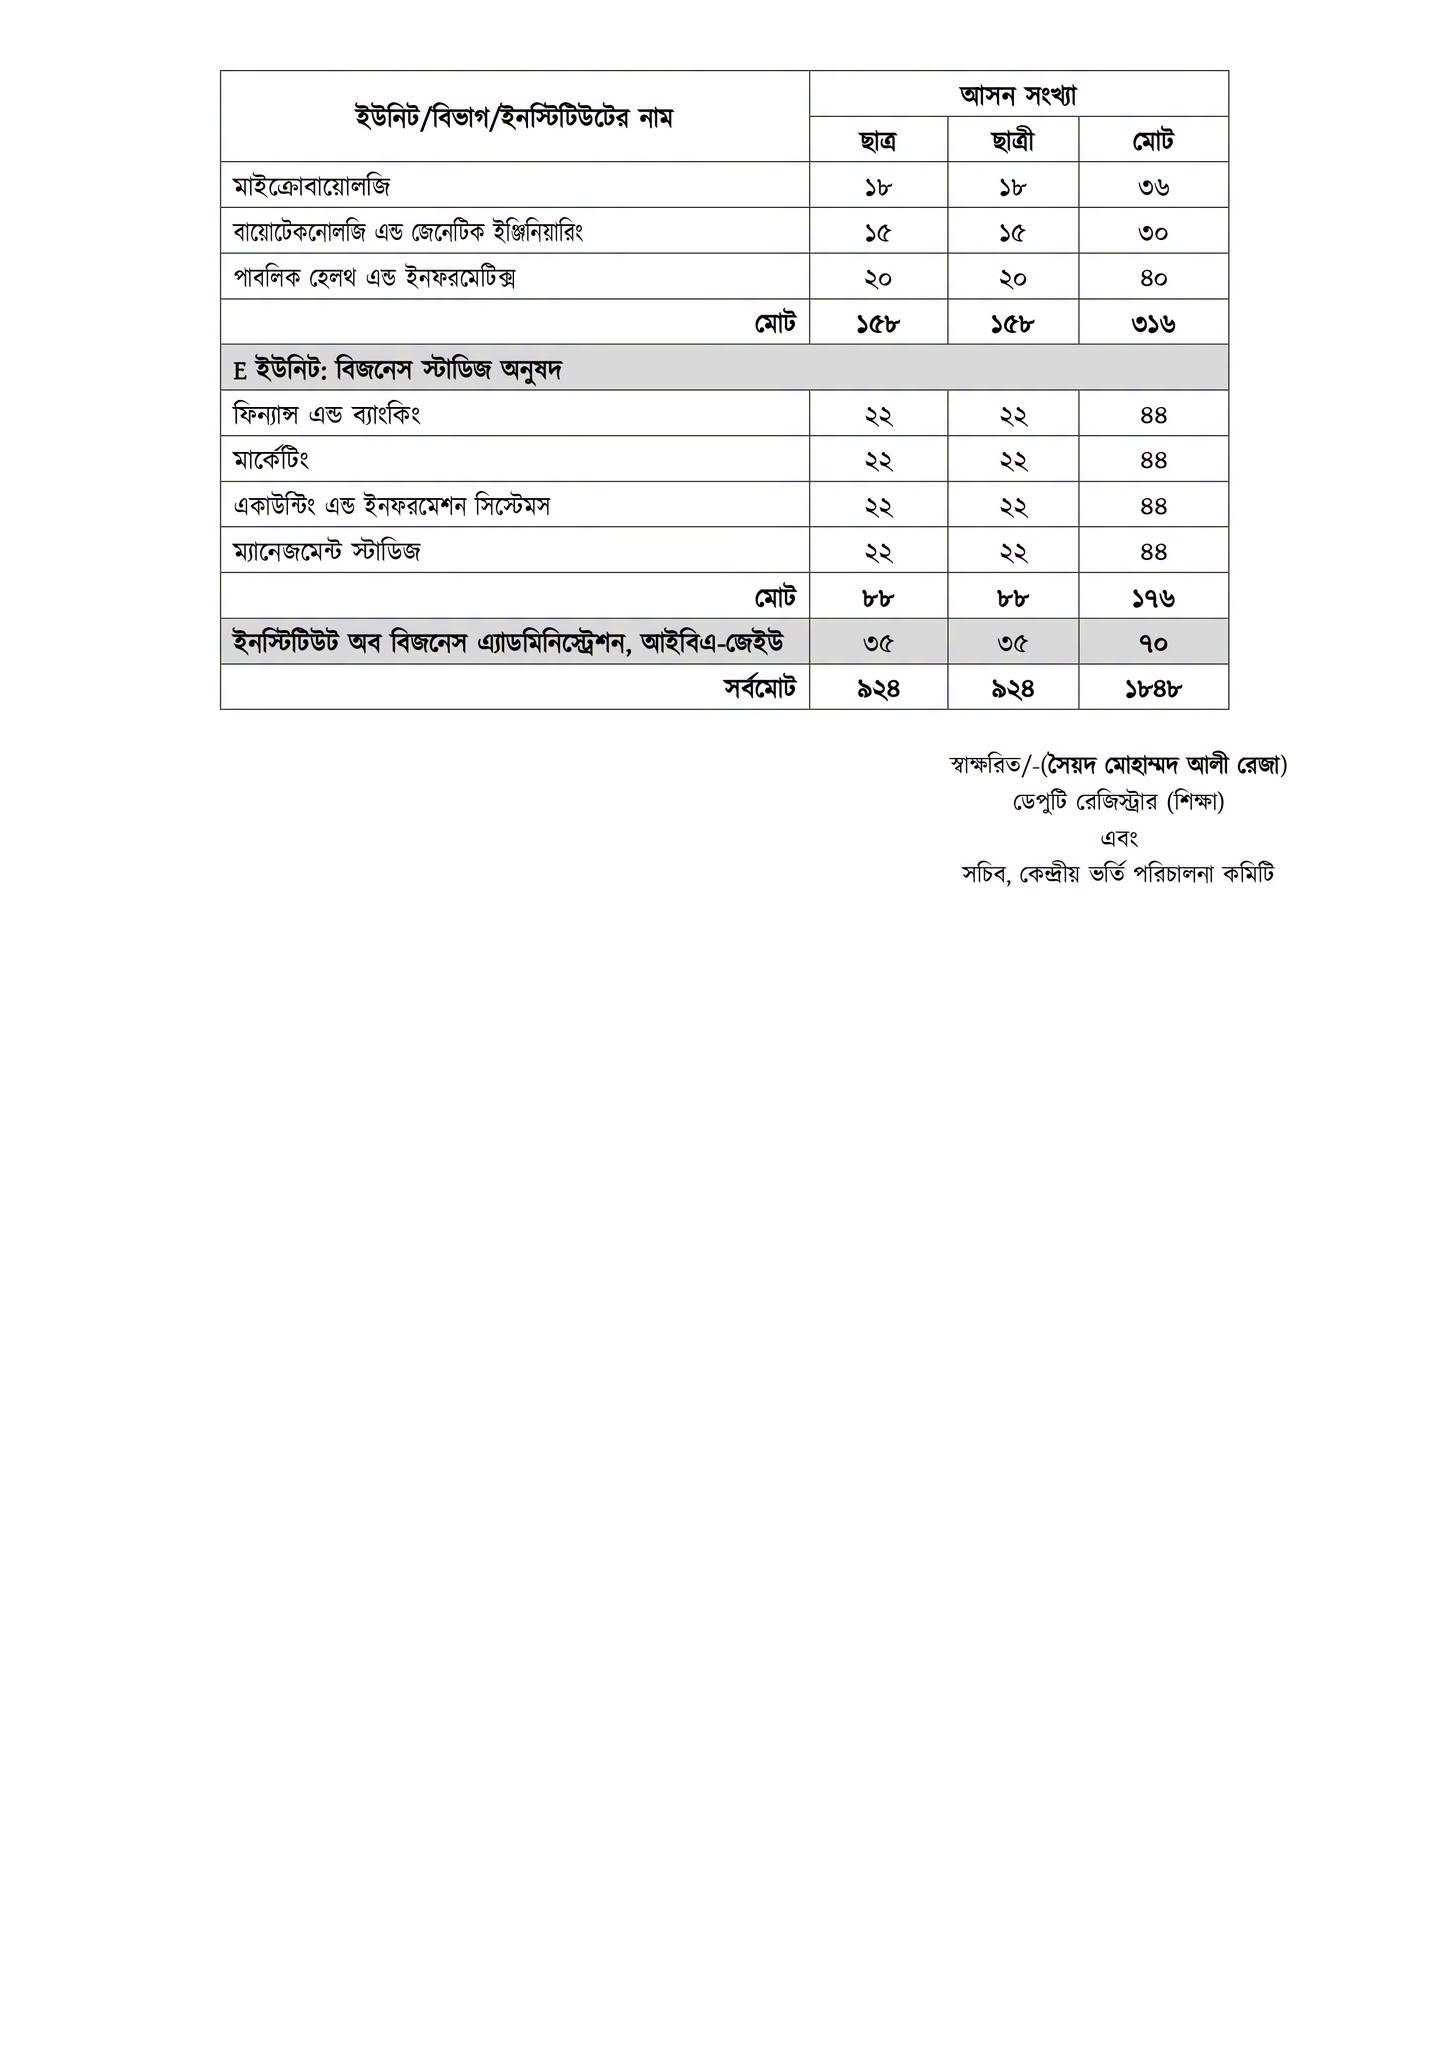 ইউনিট/বিভাগ/ইনস্টিটিউটের নাম আসন সংখ্যা
ছাত্র ছাত্রী মোট
মাইক্রোবায়োলজি ১৮ ১৮ ৩৬
বায়োটেকনোলজি এন্ড জেনেটিক ইঞ্জিনিয়ারিং ১৫ ১৫ ৩০
পাবলিক হেলথ এন্ড ইনফরমেটিক্স ২০ ২০ ৪০
মোট ১৫৮ ১৫৮ ৩১৬
E ইউনিট: বিজনেস স্টাডিজ অনুষদ
ফিন্যান্স এন্ড ব্যাংকিং ২২ ২২ ৪৪
মার্কেটিং ২২ ২২ ৪৪
একাউন্টিং এন্ড ইনফরমেশন সিস্টেমস ২২ ২২ ৪৪
ম্যানেজমেন্ট স্টাডিজ ২২ ২২ ৪৪
মোট ৮৮ ৮৮ ১৭৬
ইনস্টিটিউট অব বিজনেস এ্যাডমিনিস্ট্রেশন, আইবিএ-জেইউ ৩৫ ৩৫ ৭০
সর্বমোট ৯২৪ ৯২৪ ১৮৪৮
স্বাক্ষরিত/-(সৈয়দ মোহাম্মদ আলী রেজা)
ডেপুটি রেজিস্ট্রার (শিক্ষা)
এবং
সচিব, কেন্দ্রীয় ভর্তি পরিচালনা কমিটি